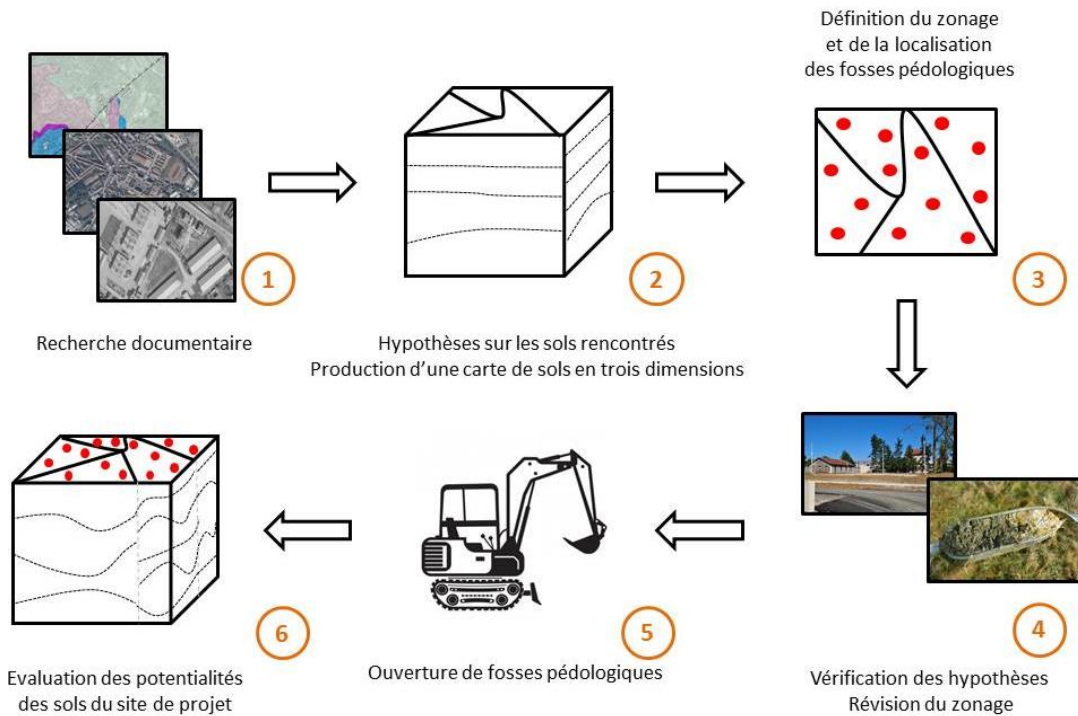 1
Recherche documentaire
2
Hypothèses sur les sols rencontrés
Production d’une carte de sols en trois dimensions
Définition du zonage
et de la localisation
des fosses pédologiques
3
4
Vérification des hypothèses
Révision du zonage
5
Ouverture de fosses pédologiques
6
Evaluation des potentialités
des sols du site de projet